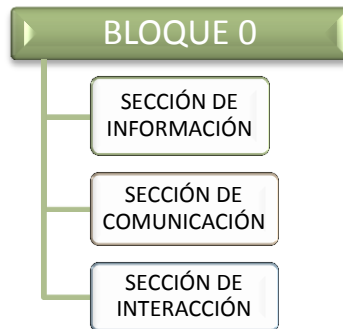 BLOQUE 0
SECCIÓN DE
INFORMACIÓN
SECCIÓN DE
COMUNICACIÓN
SECCIÓN DE
INTERACCIÓN